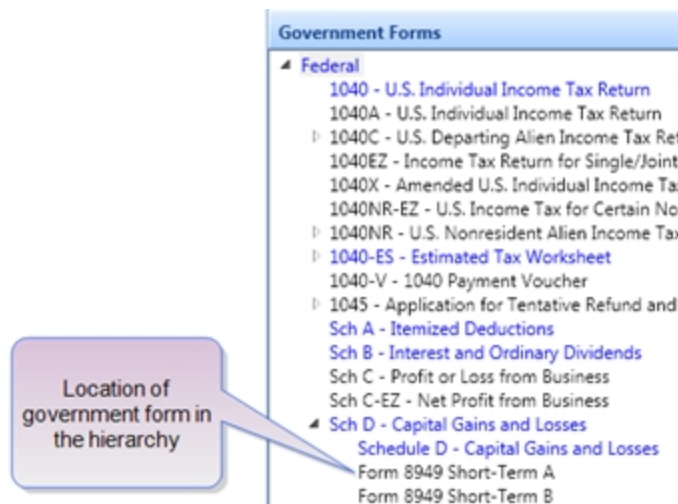 Government Forms
Federal
1040 - U.S. Individual Income Tax Return
1040A - U.S. Individual Income Tax Return
1040C - U.S. Departing Alien Income Tax Ret
1040EZ - Income Tax Return for Single/Joint
1040X - Amended U.S. Individual Income Ta
1040NR-EZ - U.S. Income Tax for Certain No
1040NR - U.S. Nonresident Alien Income Tax
1040-ES - Estimated Tax Worksheet
1040-V - 1040 Payment Voucher
1045 - Application for Tentative Refund and
Sch A - Itemized Deductions
Sch B - Interest and Ordinary Dividends
Sch C - Profit or Loss from Business
Sch C-EZ - Net Profit from Business
Sch D - Capital Gains and Losses
Schedule D - Capital Gains and Losses
Form 8949 Short-Term A
Form 8949 Short-Term B
Location of
government form in
the hierarchy